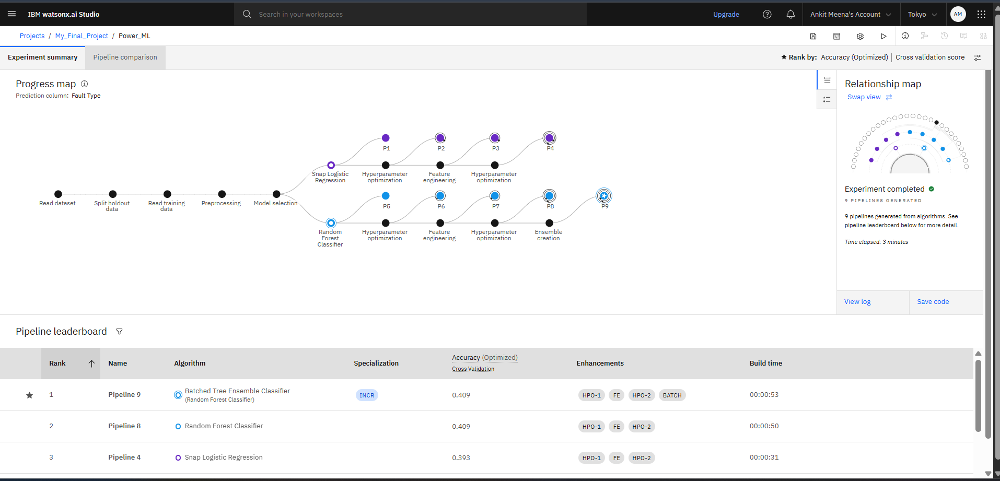 IBM watsonx.ai Studio
Search in your workspaces
Upgrade
Ankit Meena's Account
Tokyo
AM
Projects / My_Final_Project / Power_ML
Experiment summary
Pipeline comparison
Rank by: Accuracy (Optimized) | Cross validation score
Progress map
Prediction column: Fault Type
P1
P2
P3
P4
Snap Logistic
Regression
Hyperparameter
optimization
Feature
engineering
Hyperparameter
optimization
Read dataset
Split holdout
data
Read training
data
Preprocessing
Model selection
P5
P6
P7
P8
P9
Random
Forest
Classifier
Hyperparameter
optimization
Feature
engineering
Hyperparameter
optimization
Ensemble
creation
Relationship map
Swap view
Experiment completed
9 PIPELINES GENERATED
9 pipelines generated from algorithms. See
pipeline leaderboard below for more detail.
Time elapsed: 3 minutes
View log
Save code
Pipeline leaderboard
Rank
Name
Algorithm
Specialization
Accuracy (Optimized)
Cross Validation
Enhancements
Build time
1
Pipeline 9
Batched Tree Ensemble Classifier
(Random Forest Classifier)
INCR
0.409
HPO-1 FE HPO-2 BATCH
00:00:53
2
Pipeline 8
Random Forest Classifier
0.409
HPO-1 FE HPO-2
00:00:50
3
Pipeline 4
Snap Logistic Regression
0.393
HPO-1 FE HPO-2
00:00:31